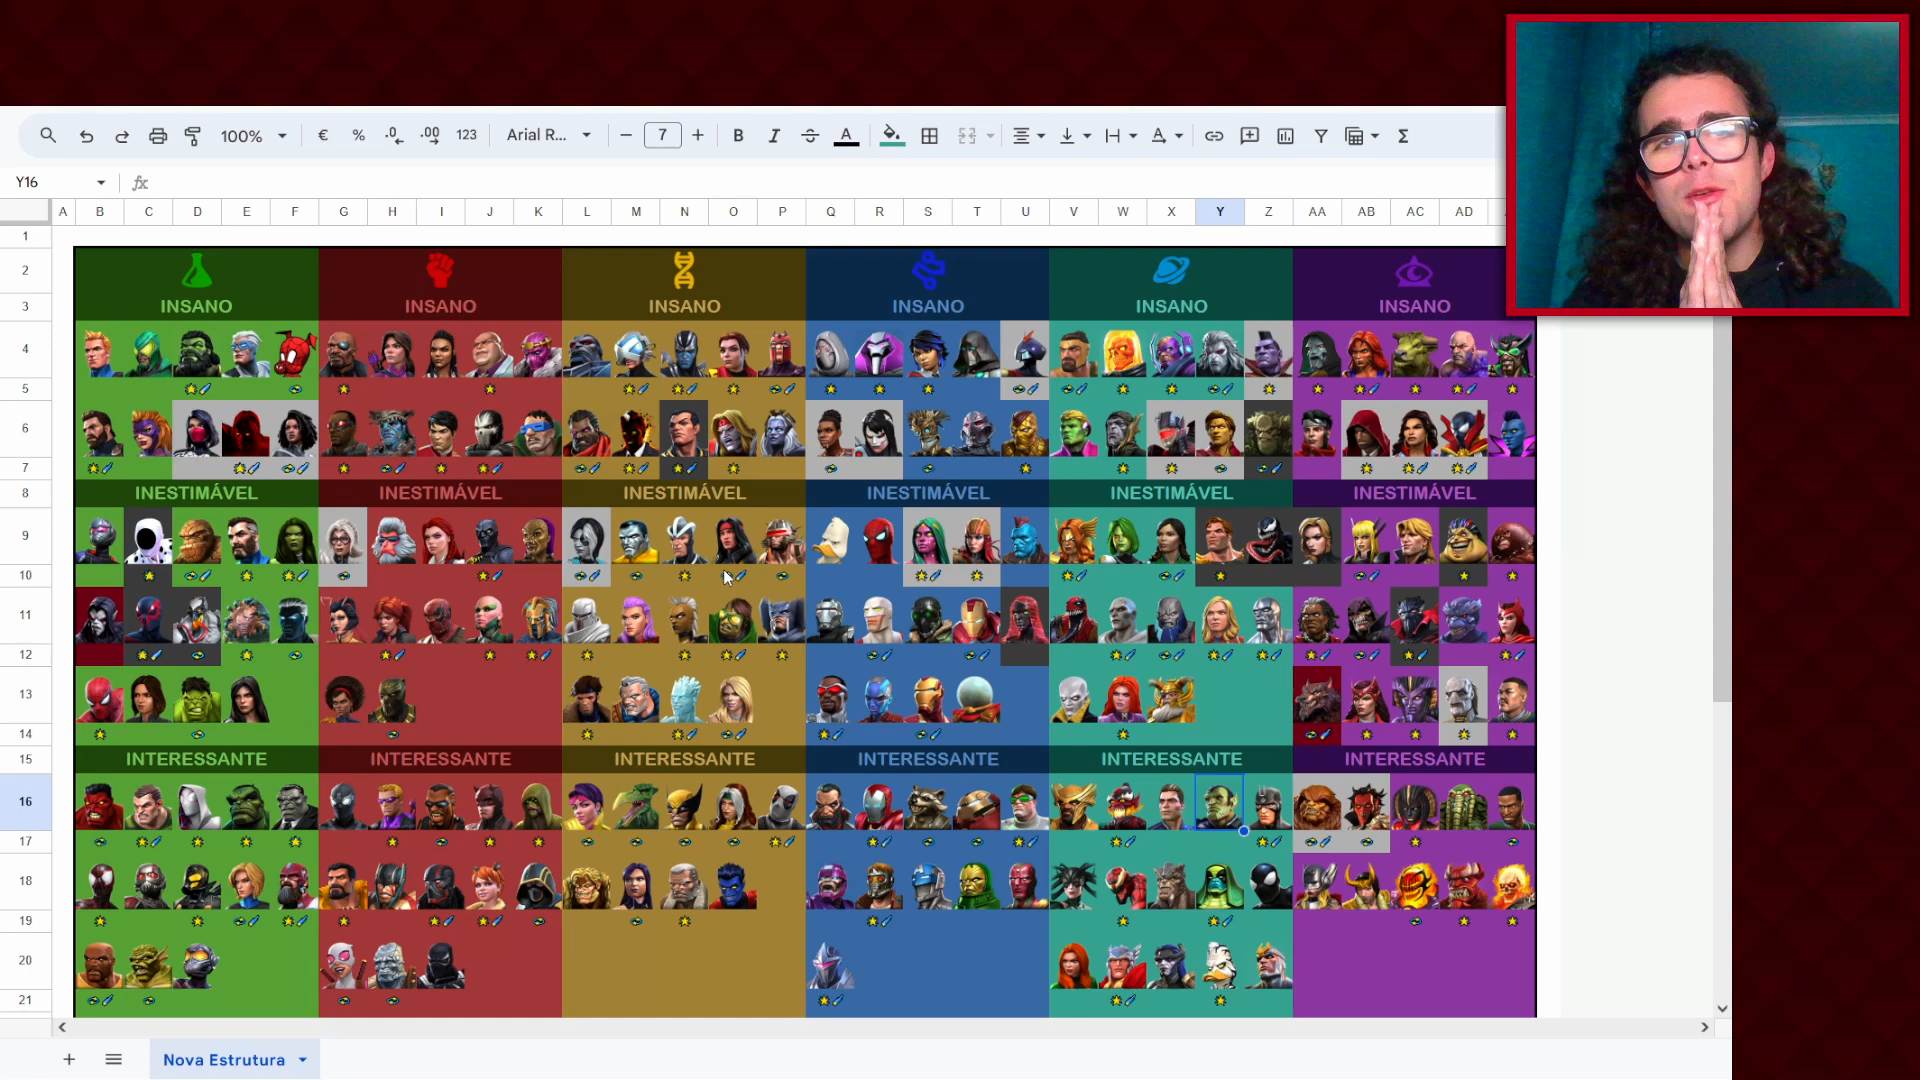 100% € % .0 .00 123 Arial R... 7 B I A
Y16 fx
A B C D E F G H I J K L M N O P Q R S T U V W X Y Z AA AB AC AD
1
2
3 INSANO INSANO INSANO INSANO INSANO INSANO
4
5
6
7
8 INESTIMÁVEL INESTIMÁVEL INESTIMÁVEL INESTIMÁVEL INESTIMÁVEL INESTIMÁVEL
9
10
11
12
13
14
15 INTERESSANTE INTERESSANTE INTERESSANTE INTERESSANTE INTERESSANTE INTERESSANTE
16
17
18
19
20
21
Nova Estrutura